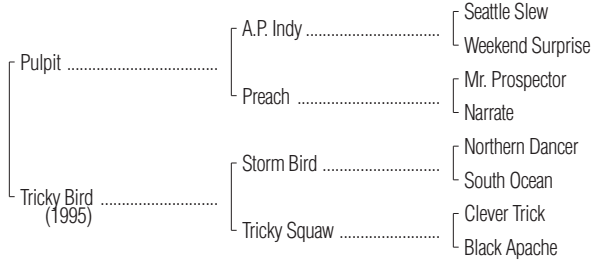 Seattle Slew
A.P. Indy
Weekend Surprise
Pulpit
Mr. Prospector
Preach
Narrate
Northern Dancer
Storm Bird
South Ocean
Tricky Bird
(1995)
Clever Trick
Tricky Squaw
Black Apache